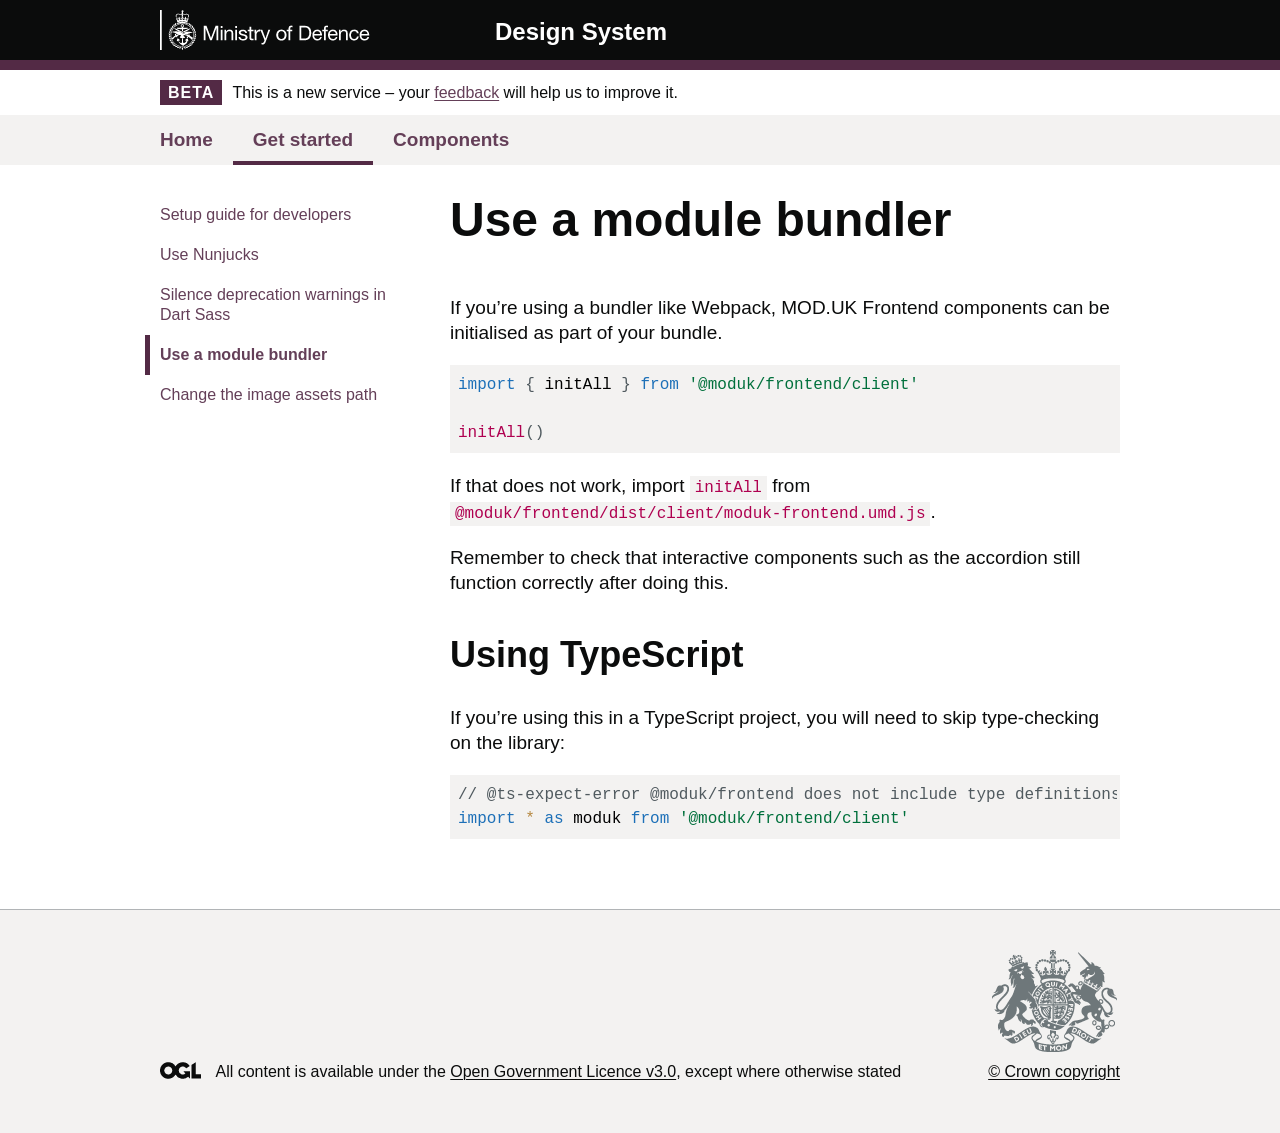 Ministry of Defence
Design System
BETA This is a new service – your feedback will help us to improve it.
Home Get started Components
Setup guide for developers
Use Nunjucks
Silence deprecation warnings in
Dart Sass
Use a module bundler
Change the image assets path
Use a module bundler
If you’re using a bundler like Webpack, MOD.UK Frontend components can be
initialised as part of your bundle.
import { initAll } from '@moduk/frontend/client'
initAll()
If that does not work, import initAll from
@moduk/frontend/dist/client/moduk-frontend.umd.js.
Remember to check that interactive components such as the accordion still
function correctly after doing this.
Using TypeScript
If you’re using this in a TypeScript project, you will need to skip type-checking
on the library:
// @ts-expect-error @moduk/frontend does not include type definitions
import * as moduk from '@moduk/frontend/client'
OGL All content is available under the Open Government Licence v3.0, except where otherwise stated
© Crown copyright